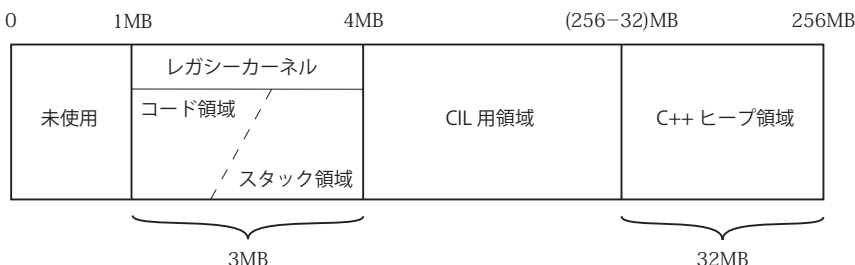 0 1MB 4MB (256−32)MB 256MB
レガシーカーネル
未使用
コード領域
スタック領域
CIL 用領域
C++ ヒープ領域
3MB 32MB